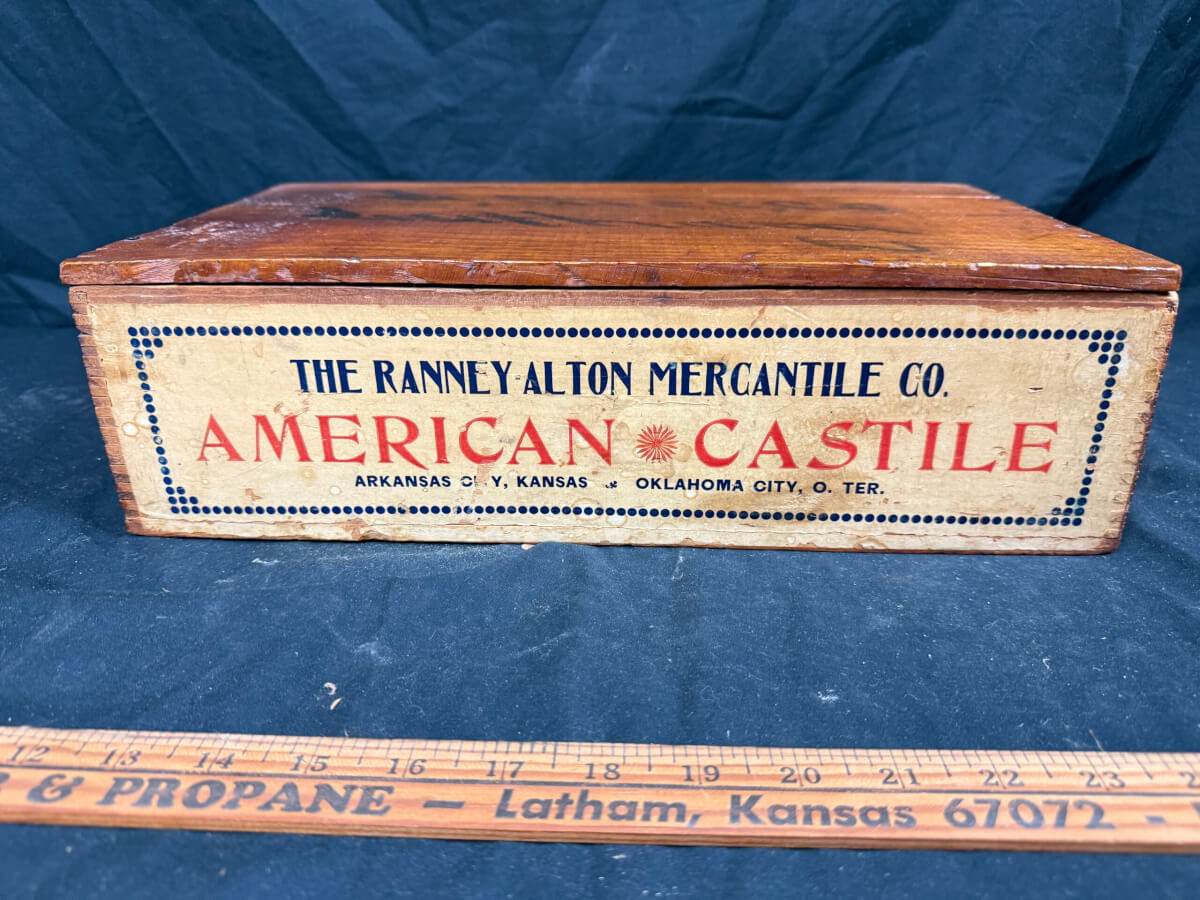 THE RANNEY-ALTON MERCANTILE CO.
AMERICAN CASTILE
ARKANSAS C Y, KANSAS & OKLAHOMA CITY, O. TER.
12 13 14 15 16 17 18 19 20 21 22 23
& PROPANE – Latham, Kansas 67072 -